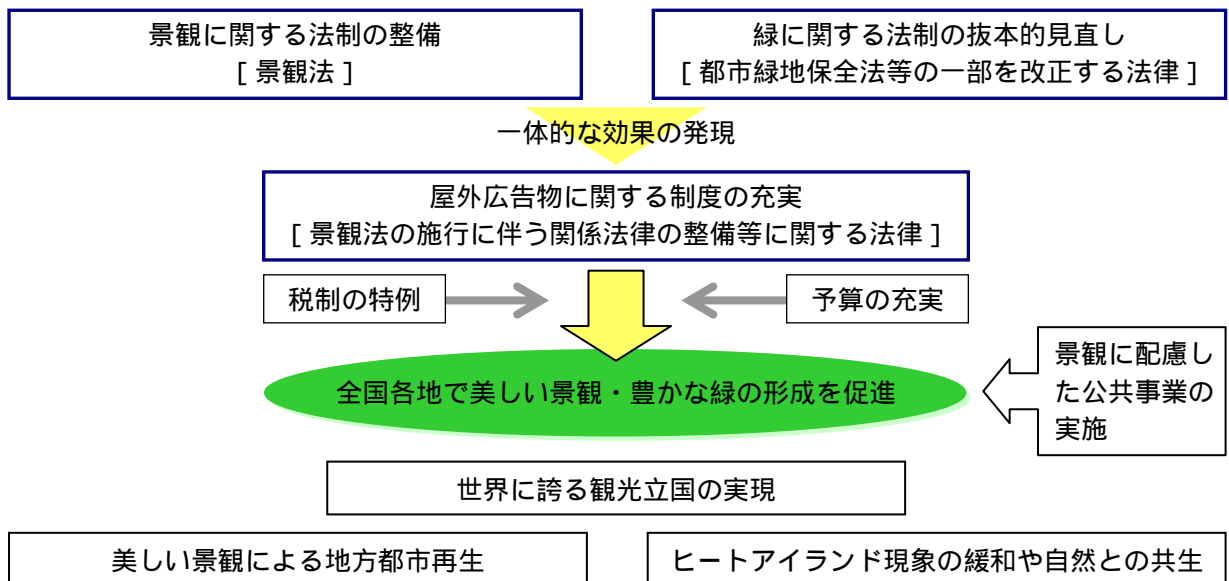 景観に関する法制の整備
[ 景観法 ]
緑に関する法制の抜本的見直し
[ 都市緑地保全法等の一部を改正する法律 ]
一体的な効果の発現
屋外広告物に関する制度の充実
[ 景観法の施行に伴う関係法律の整備等に関する法律 ]
税制の特例
予算の充実
全国各地で美しい景観・豊かな緑の形成を促進
景観に配慮し
た公共事業の
実施
世界に誇る観光立国の実現
美しい景観による地方都市再生
ヒートアイランド現象の緩和や自然との共生